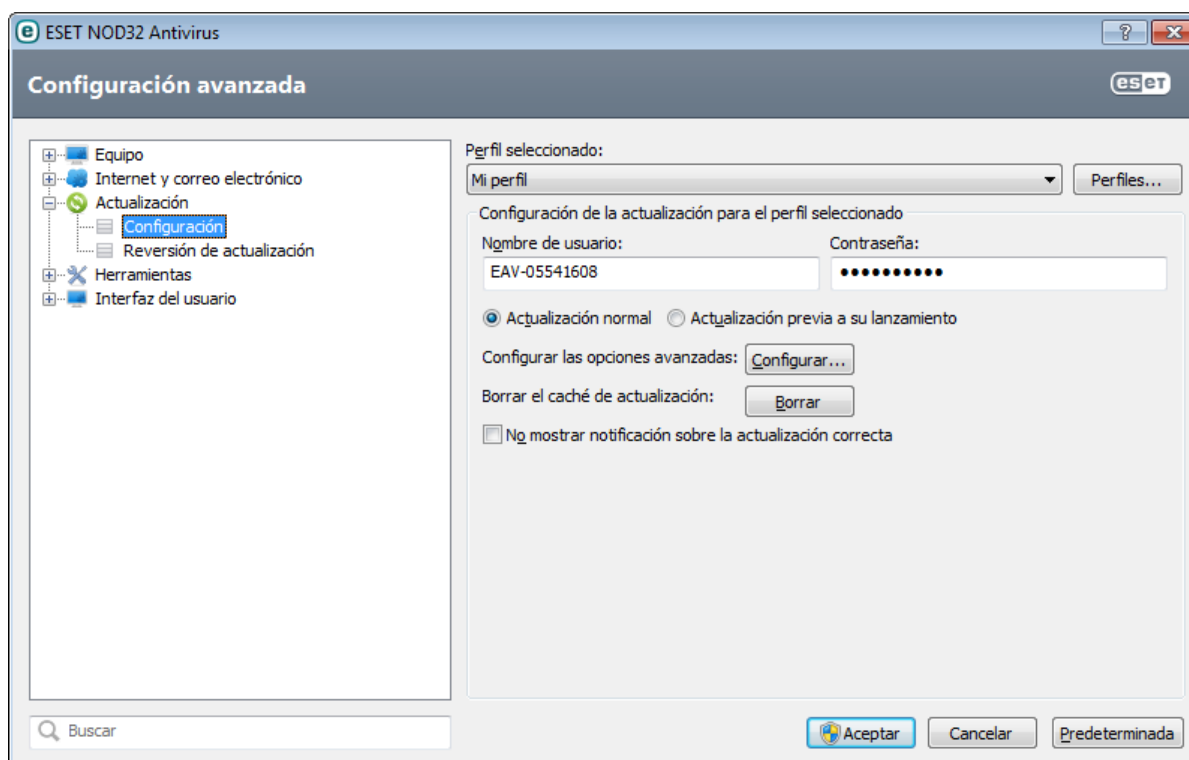 ESET NOD32 Antivirus
Configuración avanzada
eset
Equipo
Internet y correo electrónico
Actualización
Configuración
Reversión de actualización
Herramientas
Interfaz del usuario
Perfil seleccionado:
Mi perfil
Perfiles...
Configuración de la actualización para el perfil seleccionado
Nombre de usuario: Contraseña:
EAV-05541608 ●●●●●●●●●●
Actualización normal Actualización previa a su lanzamiento
Configurar las opciones avanzadas: Configurar...
Borrar el caché de actualización: Borrar
No mostrar notificación sobre la actualización correcta
Buscar
Aceptar Cancelar Predeterminada